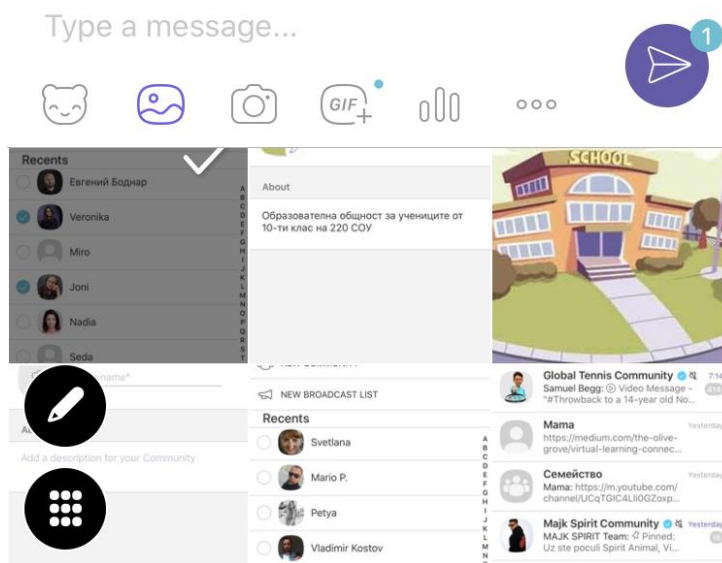 Type a message...
1
GIF
Recents
Евгений Боднар
Veronika
Miro
Joni
Nadia
Seda
A
B
C
D
E
F
G
H
I
J
K
L
M
N
O
P
Q
R
S
T
name*
Add a description for your Community
About
Образователна общност за учениците от
10-ти клас на 220 СОУ
NEW BROADCAST LIST
Recents
Svetlana
Mario P.
Petya
Vladimir Kostov
A
B
C
D
E
F
G
H
I
J
K
L
M
N
SCHOOL
Global Tennis Community 7:14
Samuel Begg: Video Message -
"#Throwback to a 14-year old No...
Mama Yesterday
https://medium.com/the-olive-
grove/virtual-learning-connec...
Семейство Yesterday
Mama: https://m.youtube.com/
channel/UCqTGIC4Lli0GZoxp...
Majk Spirit Community Yesterday
MAJK SPIRIT Team: Pinned:
Uz ste poculi Spirit Animal, Vi...